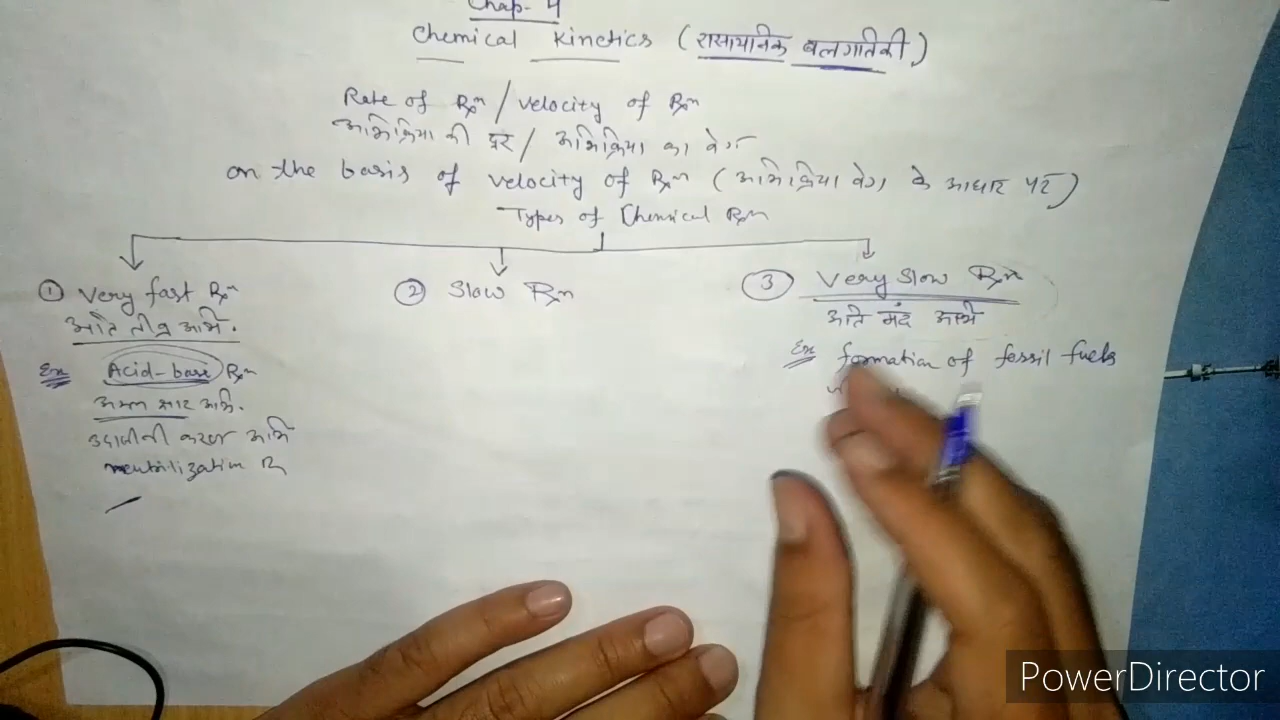 Chap- 4
Chemical Kinetics (रासायनिक बलगतिकी)
Rate of Rxn / velocity of Rxn
अभिक्रिया की दर / अभिक्रिया का वेग
on the basis of velocity of Rxn (अभिक्रिया वेग के आधार पर)
Types of Chemical Rxn
① Very fast Rxn
अति तीव्र अभि.
Ex Acid-base Rxn
अम्ल क्षार अभि.
उदासीनी करण अभि
neutrilization Rx
② Slow Rxn
③ Very slow Rxn
अति मंद अभि
Ex formation of fessil fuels
PowerDirector